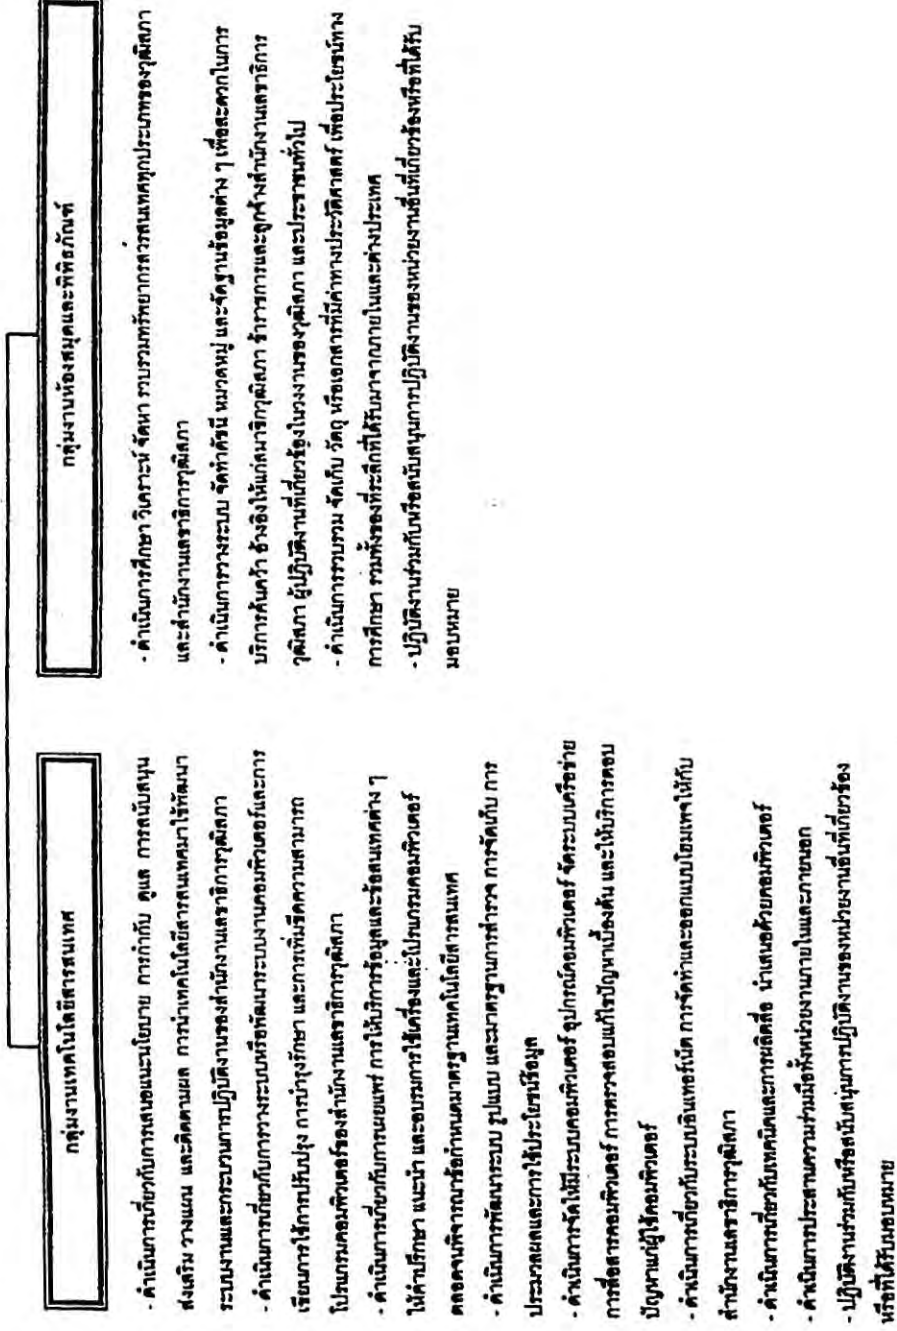 กลุ่มงานเทคโนโลยีสารสนเทศ
- ดำเนินการเกี่ยวกับการเสนอแนะนโยบาย การกำกับ ดูแล การสนับสนุน
ส่งเสริม วางแผน และติดตามผล การนำเทคโนโลยีสารสนเทศมาใช้พัฒนา
ระบบงานและกระบวนการปฏิบัติงานของสำนักงานเลขาธิการวุฒิสภา
- ดำเนินการเกี่ยวกับการวางระบบหรือพัฒนาระบบงานคอมพิวเตอร์และการ
เขียนการใช้การปรับปรุง การบำรุงรักษา และการเพิ่มขีดความสามารถ
โปรแกรมคอมพิวเตอร์ของสำนักงานเลขาธิการวุฒิสภา
- ดำเนินการเกี่ยวกับการเผยแพร่ การให้บริการข้อมูลและข้อสนเทศต่าง ๆ
ให้คำปรึกษา แนะนำ และอบรมการใช้เครื่องและโปรแกรมคอมพิวเตอร์
ตลอดจนพิจารณาข้อกำหนดมาตรฐานเทคโนโลยีสารสนเทศ
- ดำเนินการพัฒนาระบบ รูปแบบ และมาตรฐานการสำรวจ การจัดเก็บ การ
ประมวลผลและการใช้ประโยชน์ข้อมูล
- ดำเนินการจัดให้มีระบบคอมพิวเตอร์ อุปกรณ์คอมพิวเตอร์ จัดระบบเครือข่าย
การสื่อสารคอมพิวเตอร์ การตรวจสอบแก้ไขปัญหาเบื้องต้น และให้บริการตอบ
ปัญหาแก่ผู้ใช้คอมพิวเตอร์
- ดำเนินการเกี่ยวกับระบบอินเทอร์เน็ต การจัดทำและออกแบบโฮมเพจให้กับ
สำนักงานเลขาธิการวุฒิสภา
- ดำเนินการเกี่ยวกับเทคนิคและการผลิตสื่อ นำเสนอด้วยคอมพิวเตอร์
- ดำเนินการประสานความร่วมมือทั้งหน่วยงานภายในและภายนอก
- ปฏิบัติงานร่วมกับหรือสนับสนุนการปฏิบัติงานของหน่วยงานอื่นที่เกี่ยวข้อง
หรือที่ได้รับมอบหมาย
กลุ่มงานห้องสมุดและพิพิธภัณฑ์
- ดำเนินการศึกษา วิเคราะห์ จัดหา รวบรวมทรัพยากรสารสนเทศทุกประเภทของวุฒิสภา
และสำนักงานเลขาธิการวุฒิสภา
- ดำเนินการวางระบบ จัดทำดัชนี หมวดหมู่ และจัดฐานข้อมูลต่าง ๆ เพื่อสะดวกในการ
บริการค้นคว้า อ้างอิงให้แก่สมาชิกวุฒิสภา ข้าราชการและลูกจ้างสำนักงานเลขาธิการ
วุฒิสภา ผู้ปฏิบัติงานที่เกี่ยวข้องในวงงานของวุฒิสภา และประชาชนทั่วไป
- ดำเนินการรวบรวม จัดเก็บ วัตถุ หรือเอกสารที่มีค่าทางประวัติศาสตร์ เพื่อประโยชน์ทาง
การศึกษา รวมทั้งของที่ระลึกที่ได้รับมาจากภายในและต่างประเทศ
- ปฏิบัติงานร่วมกับหรือสนับสนุนการปฏิบัติงานของหน่วยงานอื่นที่เกี่ยวข้องหรือที่ได้รับ
มอบหมาย